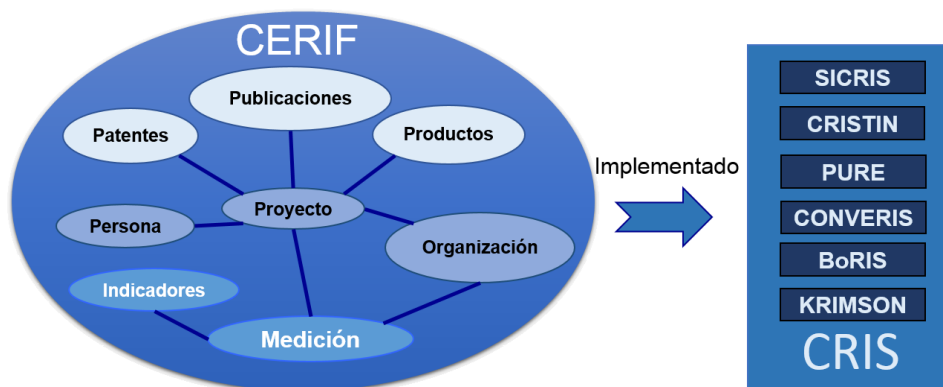 CERIF
Publicaciones
Patentes
Productos
Proyecto
Persona
Organización
Indicadores
Medición
Implementado
SICRIS
CRISTIN
PURE
CONVERIS
BoRIS
KRIMSON
CRIS